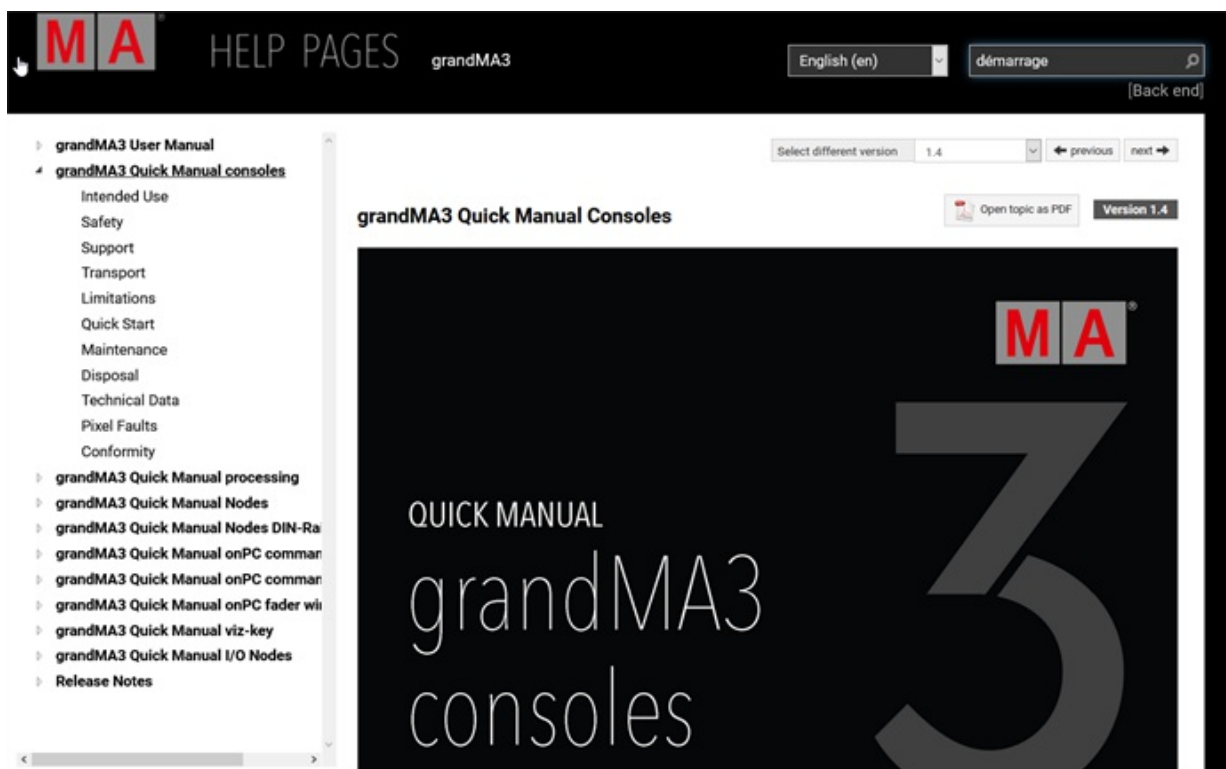 MA® HELP PAGES grandMA3 English (en) démarrage
[Back end]
grandMA3 User Manual
grandMA3 Quick Manual consoles
Intended Use
Safety
Support
Transport
Limitations
Quick Start
Maintenance
Disposal
Technical Data
Pixel Faults
Conformity
grandMA3 Quick Manual processing
grandMA3 Quick Manual Nodes
grandMA3 Quick Manual Nodes DIN-Rai
grandMA3 Quick Manual onPC comman
grandMA3 Quick Manual onPC comman
grandMA3 Quick Manual onPC fader wi
grandMA3 Quick Manual viz-key
grandMA3 Quick Manual I/O Nodes
Release Notes
Select different version 1.4 previous next
grandMA3 Quick Manual Consoles
Open topic as PDF Version 1.4
MA®
3
QUICK MANUAL
grandMA3
consoles